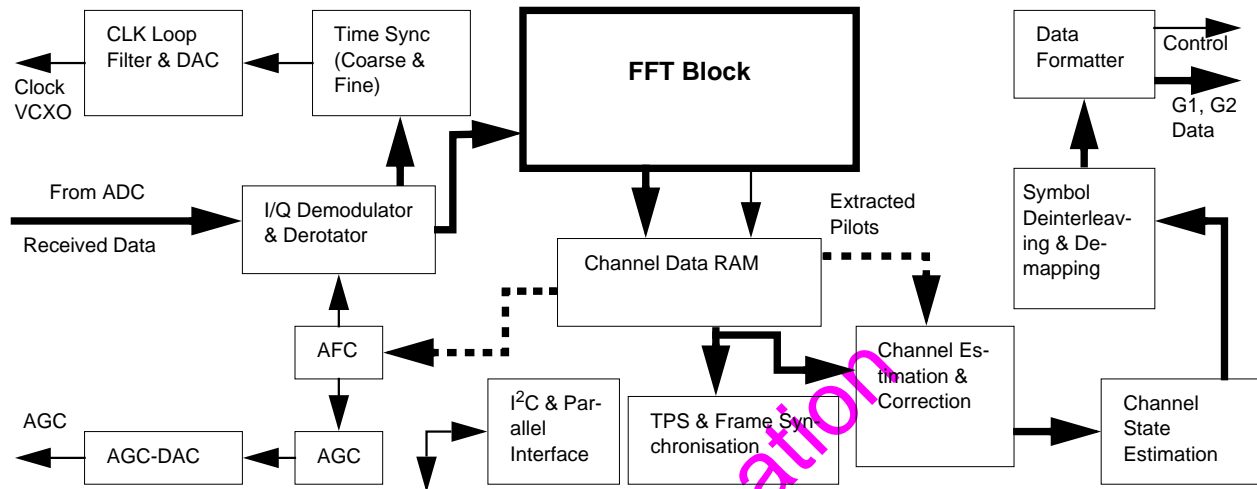 CLK Loop
Filter & DAC
Clock
VCXO
Time Sync
(Coarse &
Fine)
FFT Block
Data
Formatter
Control
G1, G2
Data
From ADC
Received Data
I/Q Demodulator
& Derotator
Extracted
Pilots
Channel Data RAM
Symbol
Deinterleav-
ing & De-
mapping
AFC
Channel Es-
timation &
Correction
I2C & Par-
allel
Interface
TPS & Frame Syn-
chronisation
Channel
State
Estimation
AGC
AGC-DAC
AGC
ation